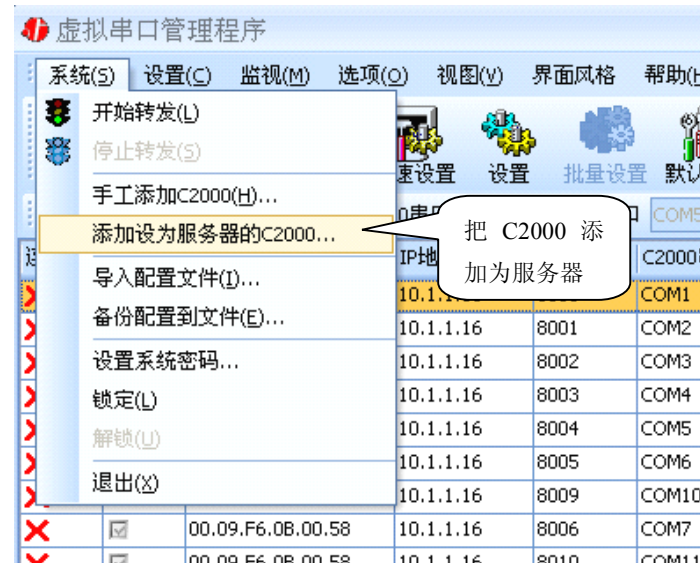 虚拟串口管理程序
系统(S) 设置(C) 监视(M) 选项(O) 视图(V) 界面风格 帮助(H
开始转发(L)
停止转发(S)
速设置 设置 批量设置 默认
手工添加C2000(H)...
添加设为服务器的C2000...
COM5
把 C2000 添
加为服务器
IP地 C2000
导入配置文件(I)...
10.1.1.16 COM1
备份配置到文件(E)...
10.1.1.16 8001 COM2
设置系统密码...
10.1.1.16 8002 COM3
锁定(L)
10.1.1.16 8003 COM4
解锁(U)
10.1.1.16 8004 COM5
10.1.1.16 8005 COM6
退出(X)
10.1.1.16 8009 COM10
00.09.F6.0B.00.58 10.1.1.16 8006 COM7
00.09.F6.0B.00.58 10.1.1.16 8010 COM11